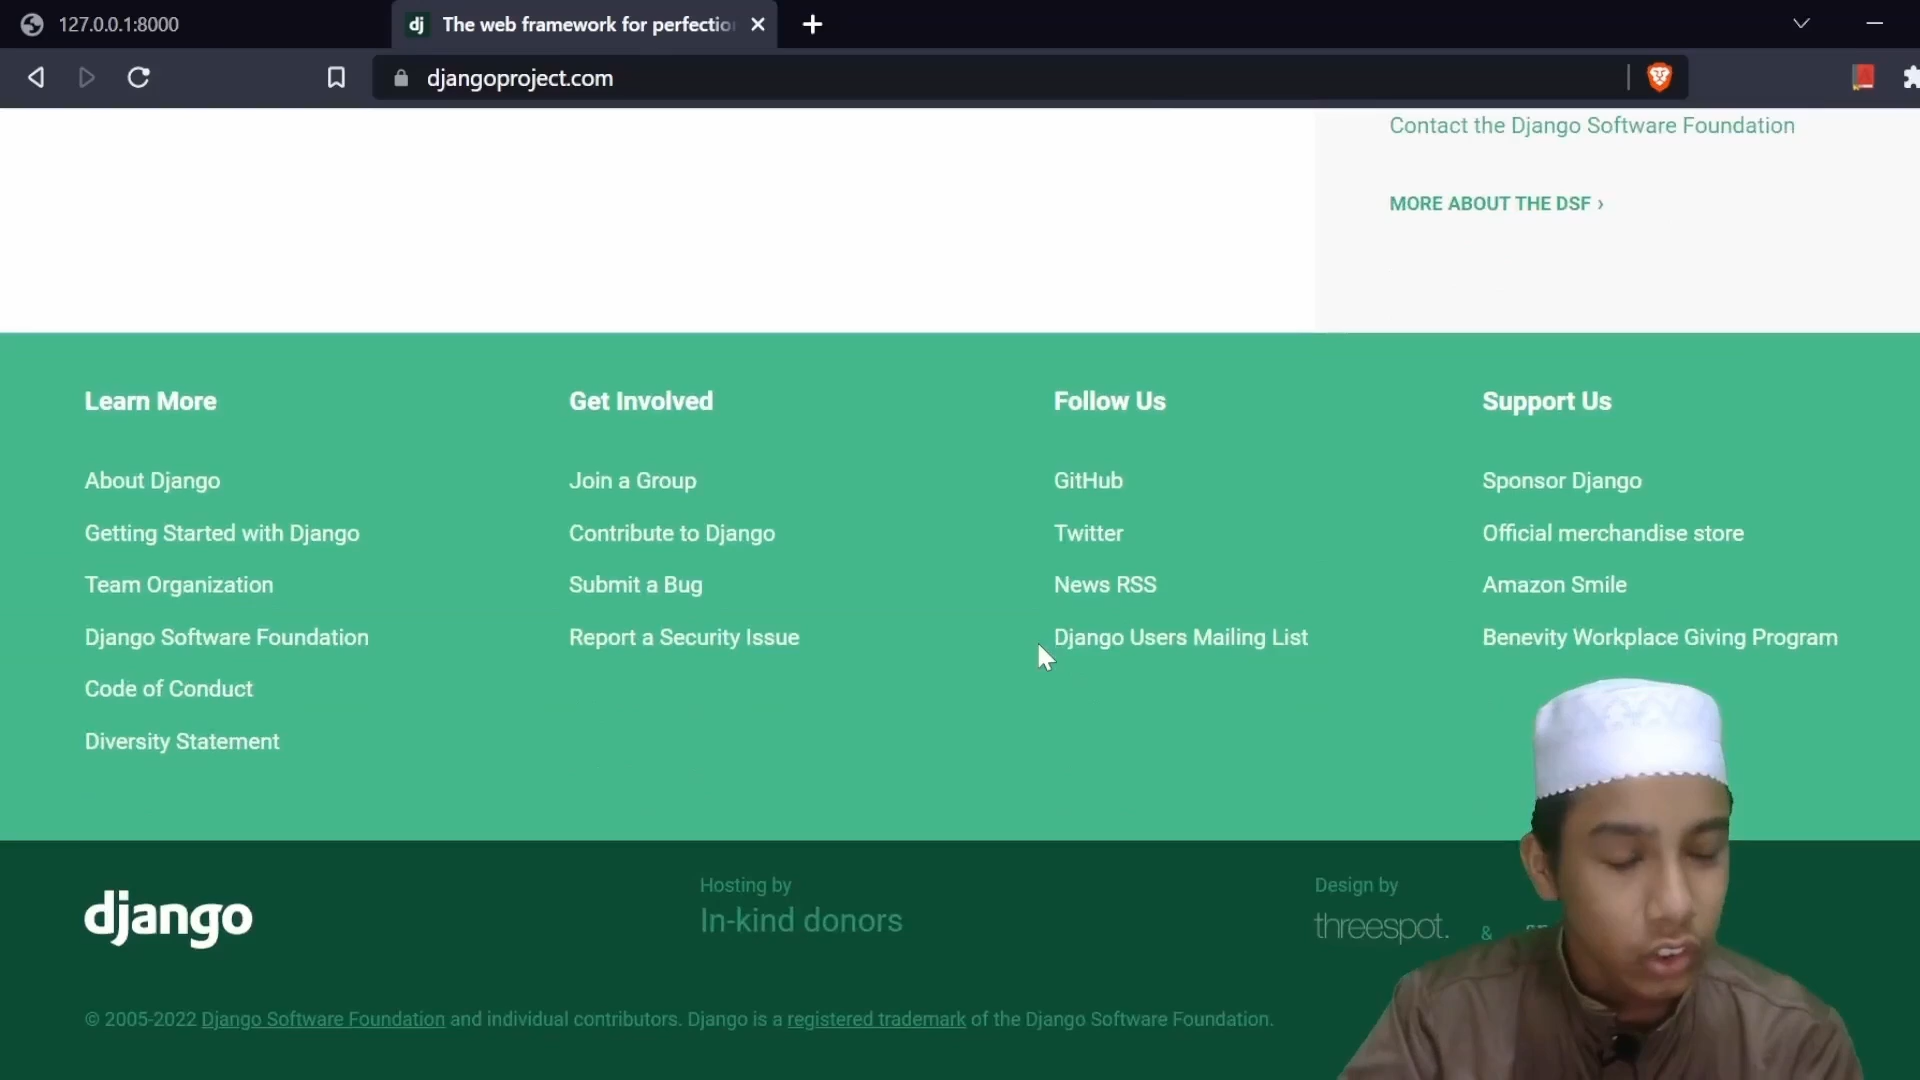 127.0.0.1:8000
dj The web framework for perfectio
djangoproject.com
Contact the Django Software Foundation
MORE ABOUT THE DSF ›
Learn More
About Django
Getting Started with Django
Team Organization
Django Software Foundation
Code of Conduct
Diversity Statement
Get Involved
Join a Group
Contribute to Django
Submit a Bug
Report a Security Issue
Follow Us
GitHub
Twitter
News RSS
Django Users Mailing List
Support Us
Sponsor Django
Official merchandise store
Amazon Smile
Benevity Workplace Giving Program
django
Hosting by
In-kind donors
Design by
threespot. &
© 2005-2022 Django Software Foundation and individual contributors. Django is a registered trademark of the Django Software Foundation.